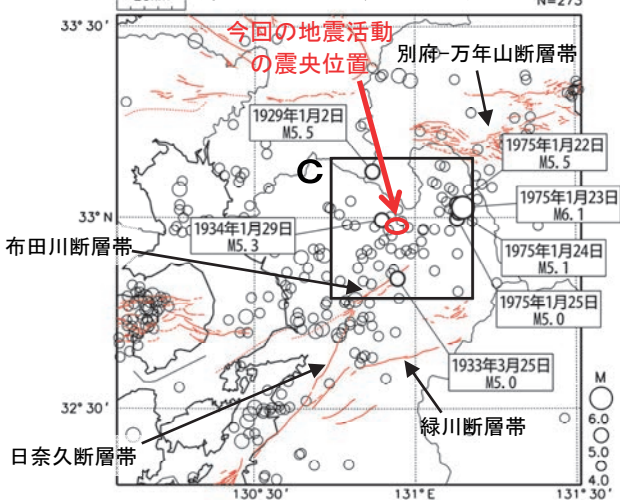 N=273
33°30'
今回の地震活動
の震央位置
別府-万年山断層帯
1929年1月2日
M5.5
1975年1月22日
M5.5
C
1975年1月23日
M6.1
33°N
1934年1月29日
M5.3
布田川断層帯
1975年1月24日
M5.1
1975年1月25日
M5.0
1933年3月25日
M5.0
M
6.0
5.0
4.0
32°30'
緑川断層帯
日奈久断層帯
130°30'
131°E
131°30'